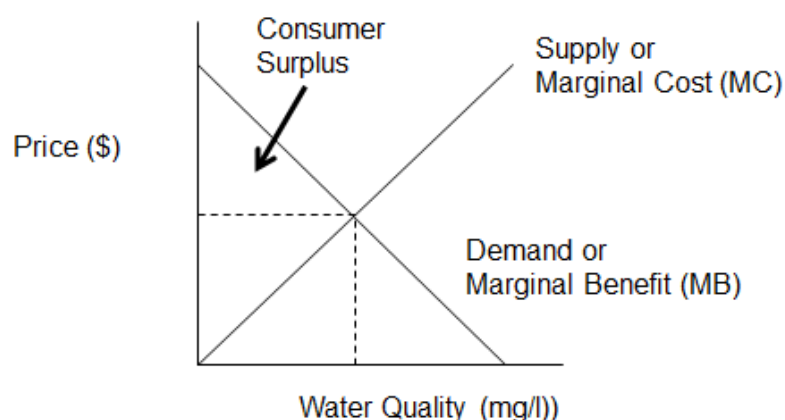 Consumer
Surplus
Supply or
Marginal Cost (MC)
Price ($)
Demand or
Marginal Benefit (MB)
Water Quality (mg/l))